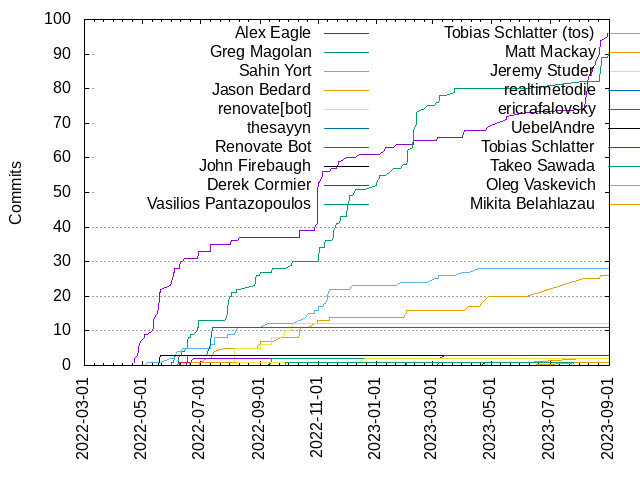 100
90
80
70
60
50
40
30
20
10
0
Commits
Alex Eagle
Greg Magolan
Sahin Yort
Jason Bedard
renovate[bot]
thesayyn
Renovate Bot
John Firebaugh
Derek Cormier
Vasilios Pantazopoulos
Tobias Schlatter (tos)
Matt Mackay
Jeremy Studer
realtimetodie
ericrafalovsky
UebelAndre
Tobias Schlatter
Takeo Sawada
Oleg Vaskevich
Mikita Belahlazau
2022-03-01
2022-05-01
2022-07-01
2022-09-01
2022-11-01
2023-01-01
2023-03-01
2023-05-01
2023-07-01
2023-09-01